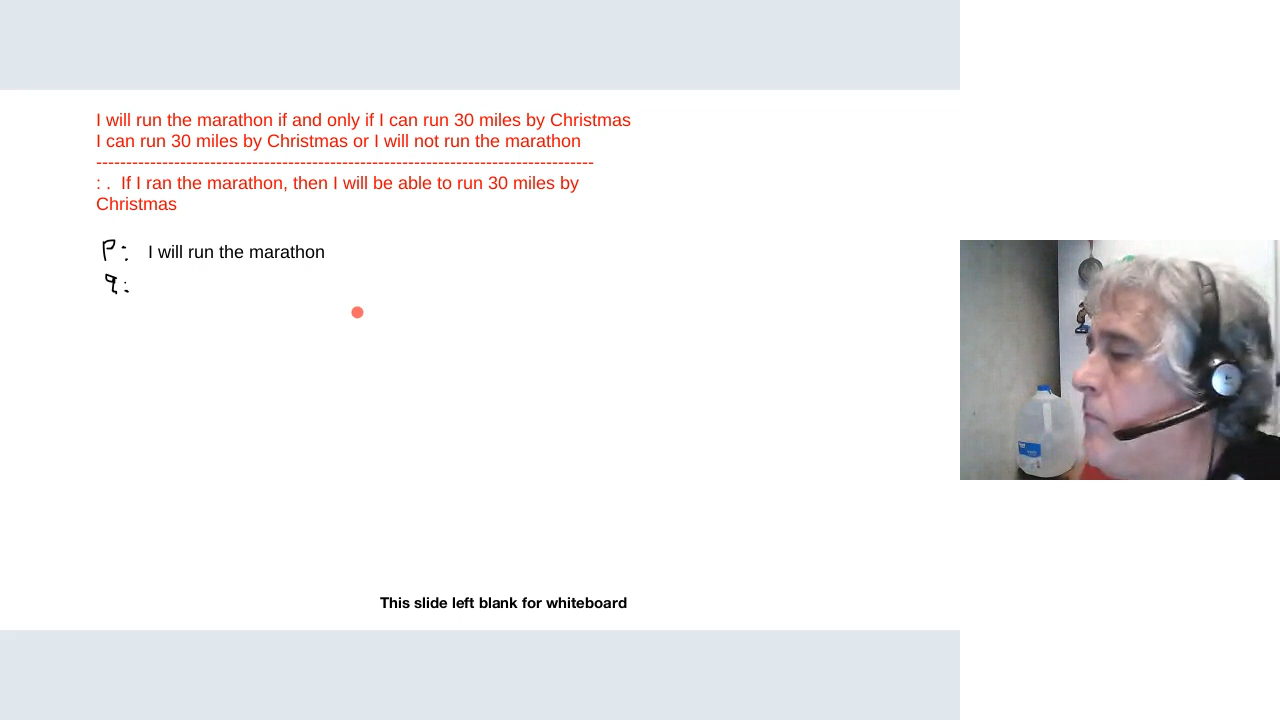 I will run the marathon if and only if I can run 30 miles by Christmas
I can run 30 miles by Christmas or I will not run the marathon
-----------------------------------------------------------------------------------
: .  If I ran the marathon, then I will be able to run 30 miles by
Christmas
P: I will run the marathon
q:
This slide left blank for whiteboard